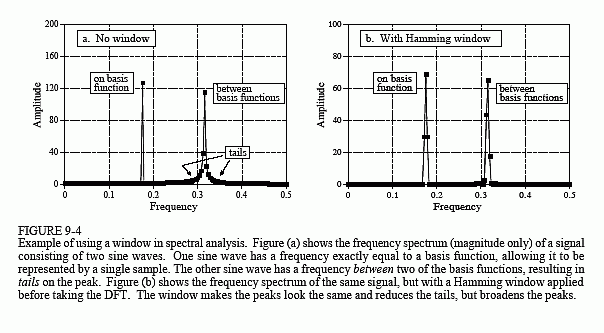 200
160
120
80
40
0
Amplitude
a. No window
on basis
function
between
basis functions
tails
0 0.1 0.2 0.3 0.4 0.5
Frequency
100
80
60
40
20
0
Amplitude
b. With Hamming window
on basis
function
between
basis functions
0 0.1 0.2 0.3 0.4 0.5
Frequency
FIGURE 9-4
Example of using a window in spectral analysis. Figure (a) shows the frequency spectrum (magnitude only) of a signal
consisting of two sine waves. One sine wave has a frequency exactly equal to a basis function, allowing it to be
represented by a single sample. The other sine wave has a frequency between two of the basis functions, resulting in
tails on the peak. Figure (b) shows the frequency spectrum of the same signal, but with a Hamming window applied
before taking the DFT. The window makes the peaks look the same and reduces the tails, but broadens the peaks.